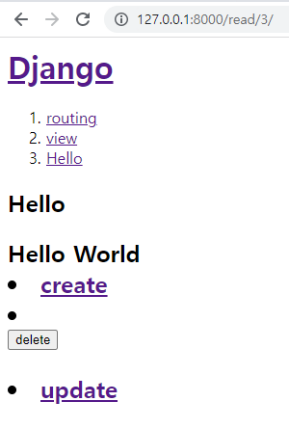 127.0.0.1:8000/read/3/
Django
1. routing
2. view
3. Hello
Hello
Hello World
• create
•
delete
• update